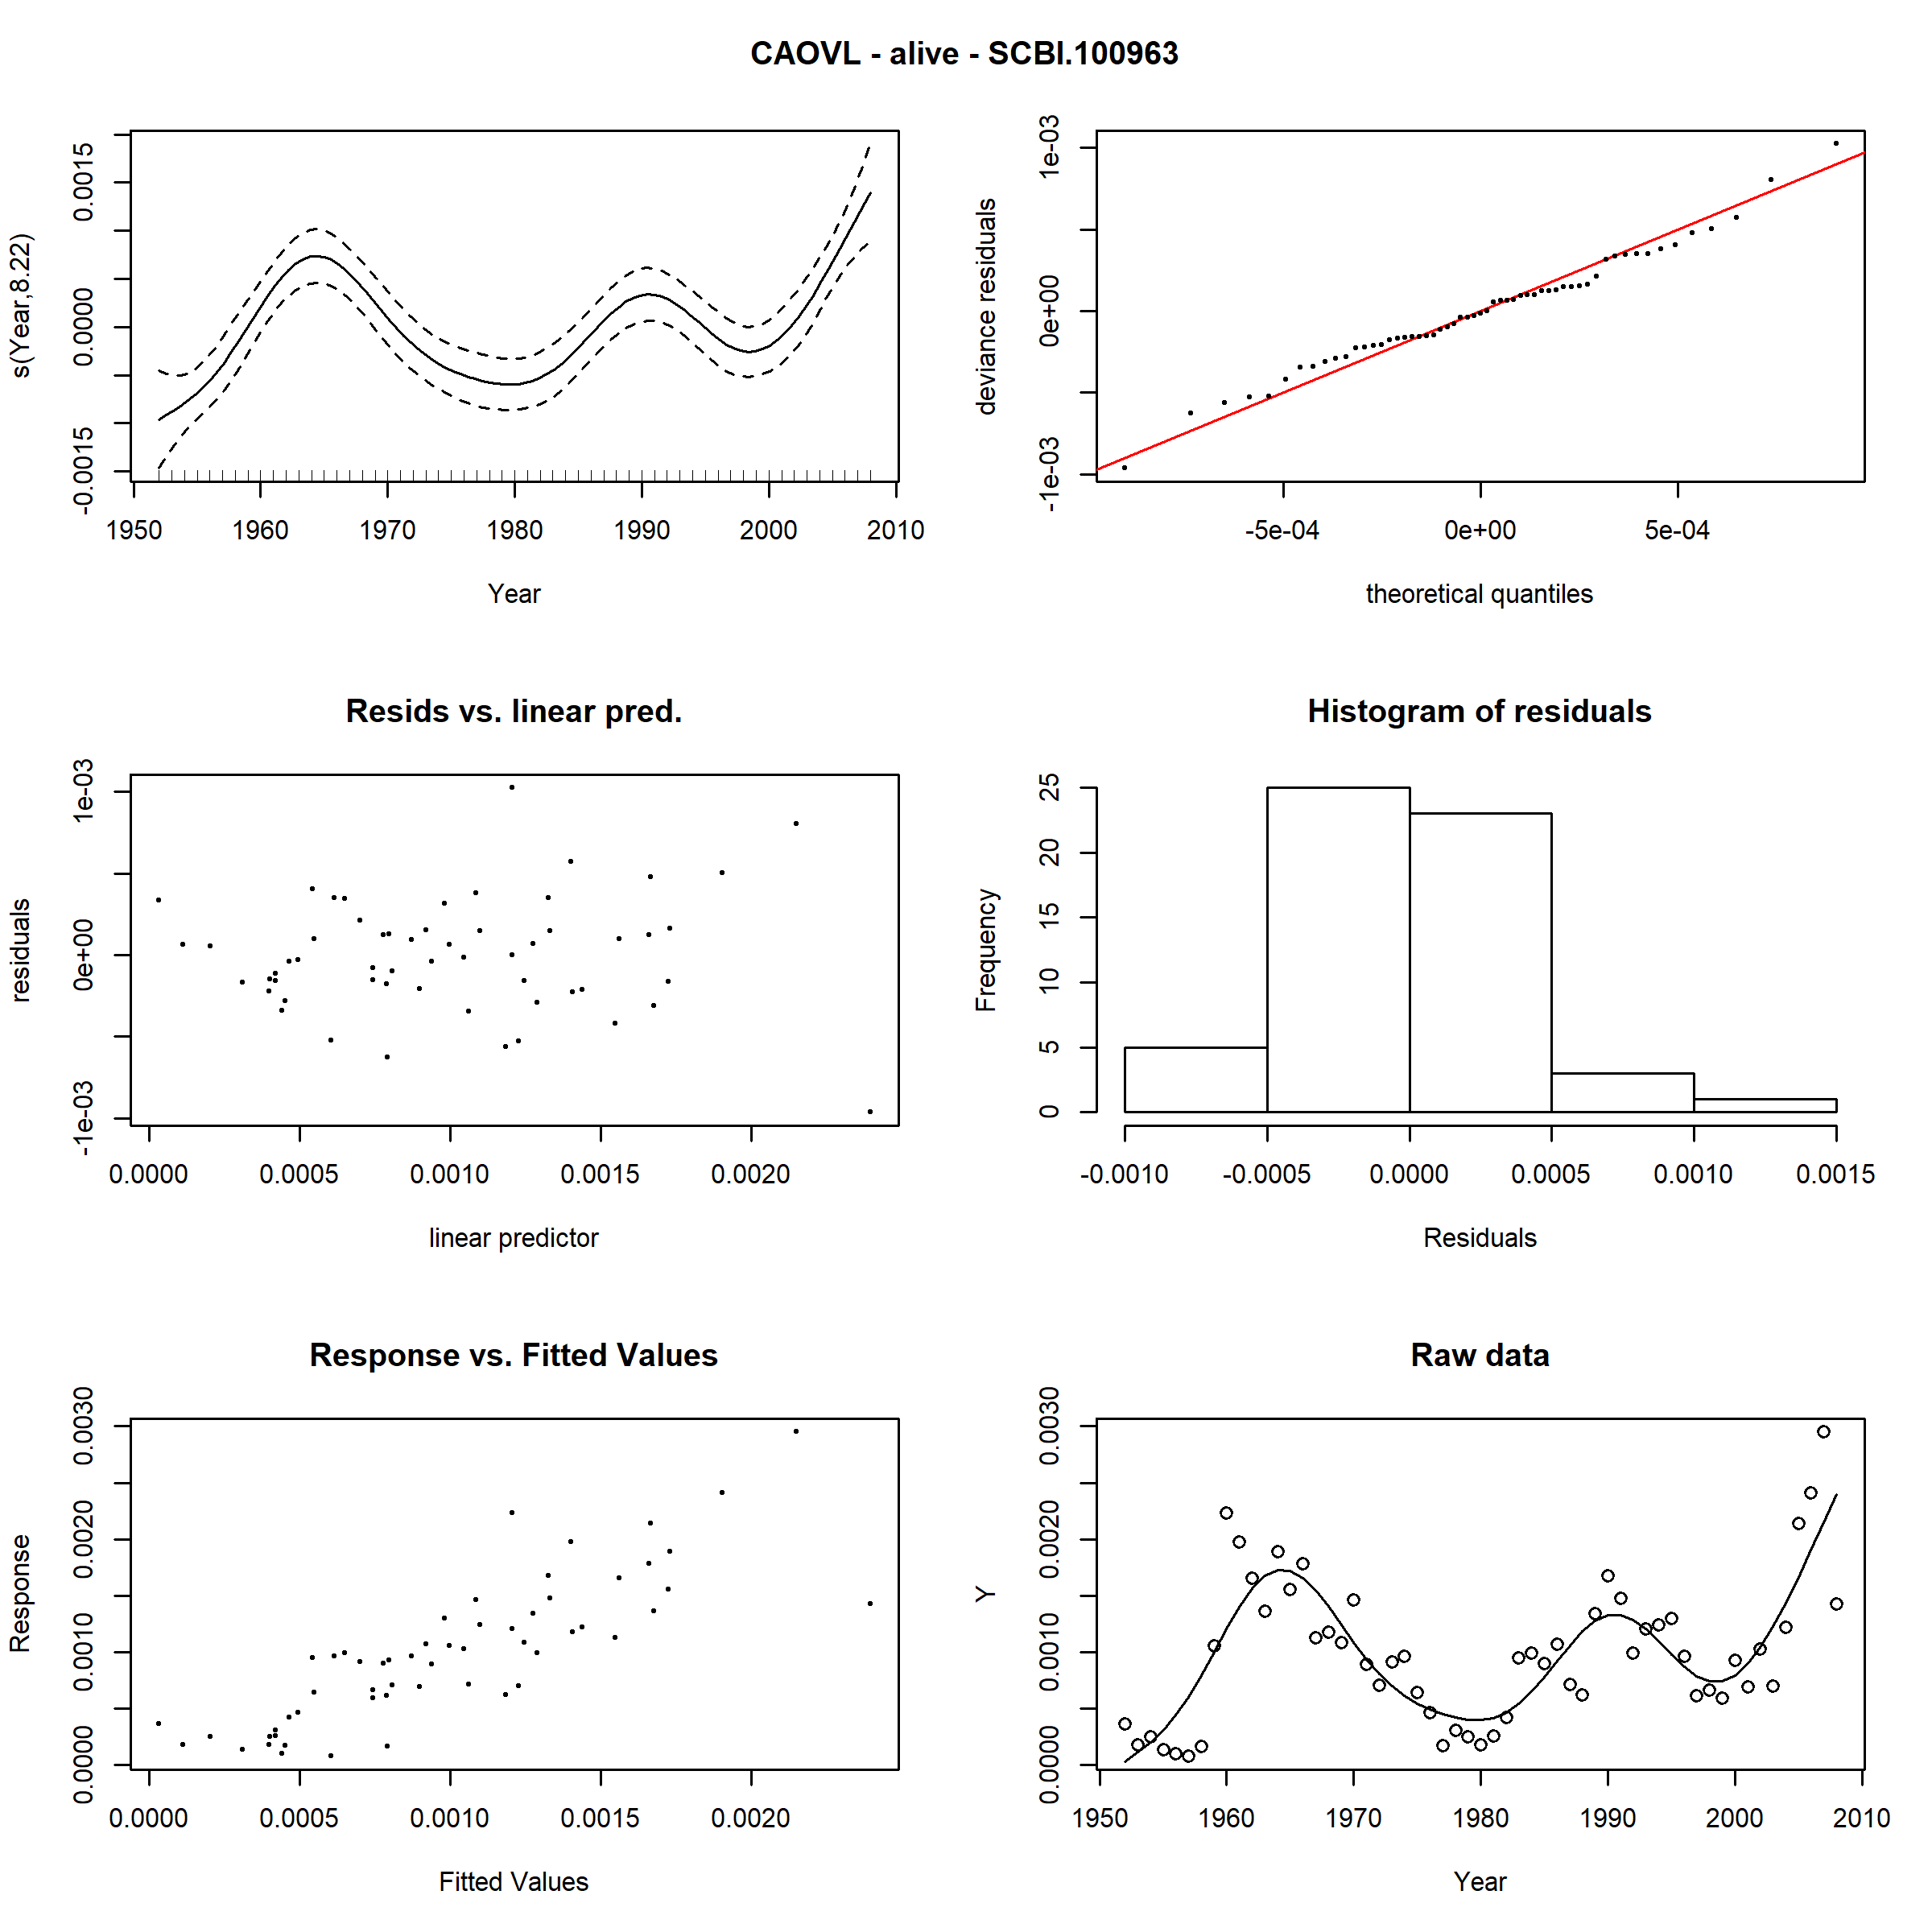 CAOVL - alive - SCBI.100963
s(Year,8.22)
-0.0015 0.0000 0.0015
1950 1960 1970 1980 1990 2000 2010
Year
deviance residuals
-1e-03 0e+00 1e-03
-5e-04 0e+00 5e-04
theoretical quantiles
Resids vs. linear pred.
residuals
-1e-03 0e+00 1e-03
0.0000 0.0005 0.0010 0.0015 0.0020
linear predictor
Histogram of residuals
Frequency
0 5 10 15 20 25
-0.0010 -0.0005 0.0000 0.0005 0.0010 0.0015
Residuals
Response vs. Fitted Values
Response
0.0000 0.0010 0.0020 0.0030
0.0000 0.0005 0.0010 0.0015 0.0020
Fitted Values
Raw data
Y
0.0000 0.0010 0.0020 0.0030
1950 1960 1970 1980 1990 2000 2010
Year